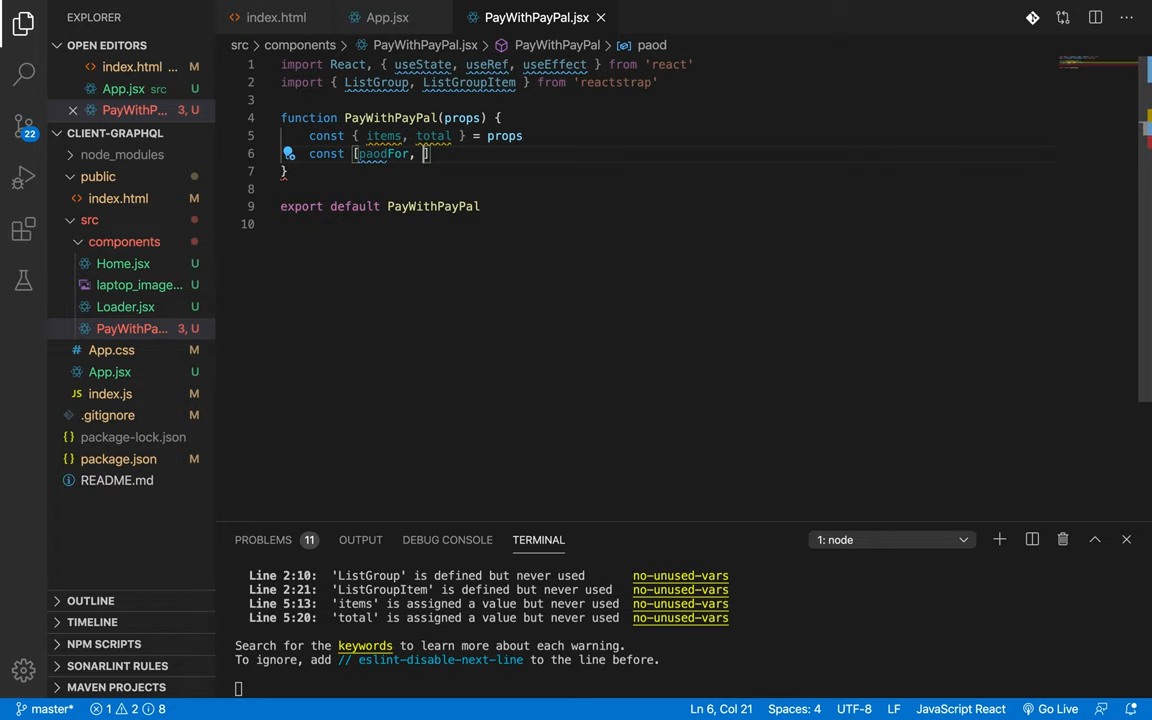 EXPLORER
index.html
App.jsx
PayWithPayPal.jsx
OPEN EDITORS
index.html ... M
App.jsx src U
PayWithP... 3, U
22
CLIENT-GRAPHQL
node_modules
public
index.html M
src
components
Home.jsx U
laptop_image... U
Loader.jsx U
PayWithPa... 3, U
App.css M
App.jsx U
index.js M
.gitignore M
package-lock.json
package.json M
README.md
OUTLINE
TIMELINE
NPM SCRIPTS
SONARLINT RULES
MAVEN PROJECTS
src > components > PayWithPayPal.jsx > PayWithPayPal > paod
1 import React, { useState, useRef, useEffect } from 'react'
2 import { ListGroup, ListGroupItem } from 'reactstrap'
3
4 function PayWithPayPal(props) {
5 const { items, total } = props
6 const [paodFor, ]
7 }
8
9 export default PayWithPayPal
10
PROBLEMS 11 OUTPUT DEBUG CONSOLE TERMINAL 1: node
Line 2:10: 'ListGroup' is defined but never used no-unused-vars
Line 2:21: 'ListGroupItem' is defined but never used no-unused-vars
Line 5:13: 'items' is assigned a value but never used no-unused-vars
Line 5:20: 'total' is assigned a value but never used no-unused-vars
Search for the keywords to learn more about each warning.
To ignore, add // eslint-disable-next-line to the line before.
master* 1 2 8 Ln 6, Col 21 Spaces: 4 UTF-8 LF JavaScript React Go Live